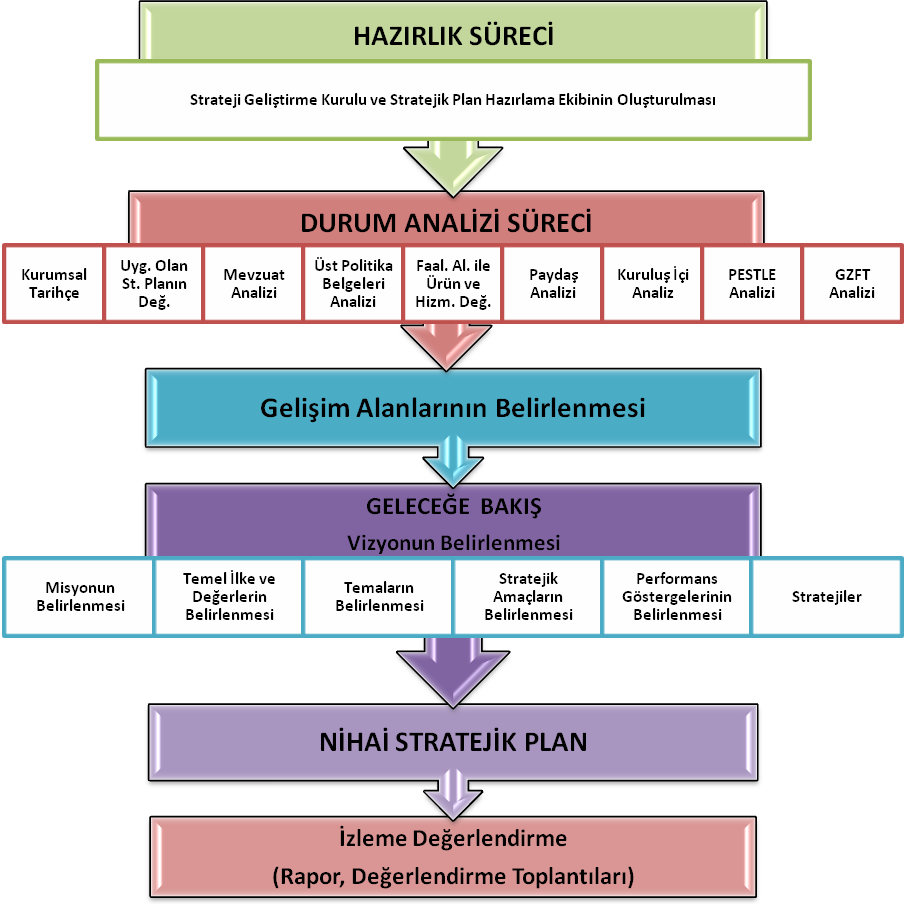 HAZIRLIK SÜRECİ
Strateji Geliştirme Kurulu ve Stratejik Plan Hazırlama Ekibinin Oluşturulması
DURUM ANALİZİ SÜRECİ
Kurumsal
Tarihçe
Uyg. Olan
St. Planın
Değ.
Mevzuat
Analizi
Üst Politika
Belgeleri
Analizi
Faal. Al. ile
Ürün ve
Hizm. Değ.
Paydaş
Analizi
Kuruluş İçi
Analiz
PESTLE
Analizi
GZFT
Analizi
Gelişim Alanlarının Belirlenmesi
GELECEĞE BAKIŞ
Vizyonun Belirlenmesi
Misyonun
Belirlenmesi
Temel İlke ve
Değerlerin
Belirlenmesi
Temaların
Belirlenmesi
Stratejik
Amaçların
Belirlenmesi
Performans
Göstergelerinin
Belirlenmesi
Stratejiler
NİHAİ STRATEJİK PLAN
İzleme Değerlendirme
(Rapor, Değerlendirme Toplantıları)